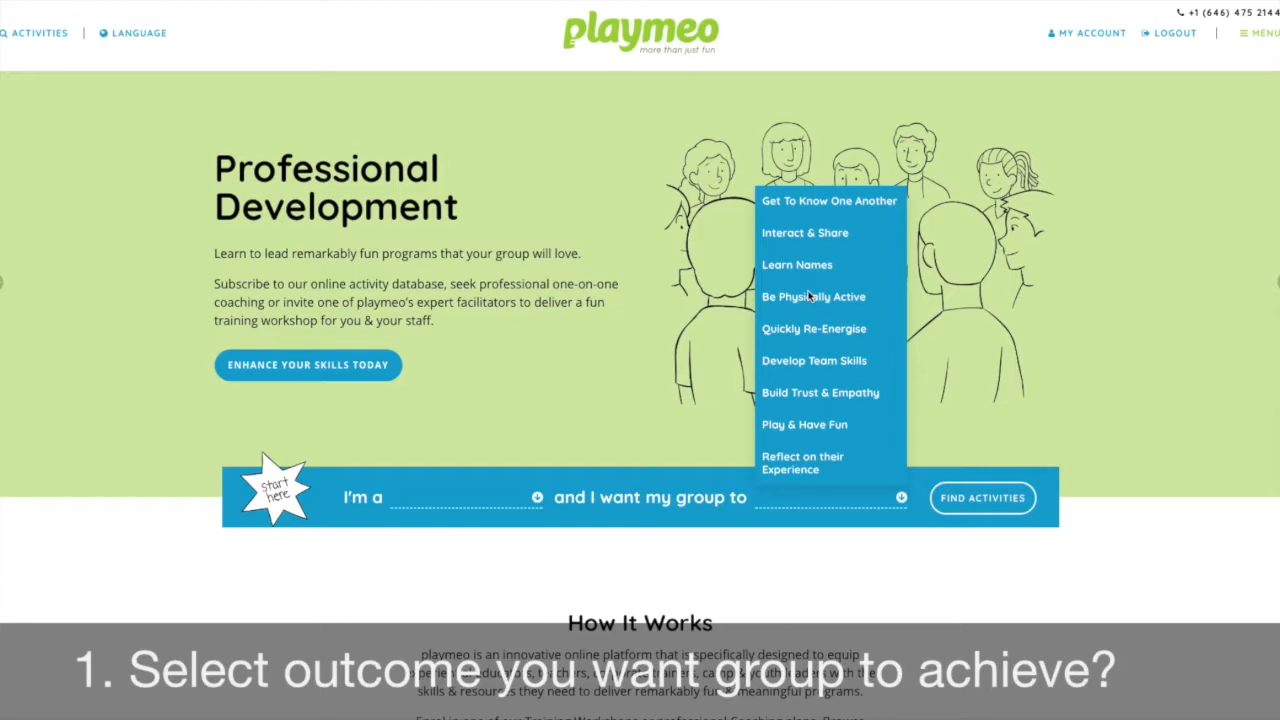 +1 (646) 475 2144
ACTIVITIES | LANGUAGE
playmeo
more than just fun
MY ACCOUNT LOGOUT | MENU
Professional
Development
Learn to lead remarkably fun programs that your group will love.
Subscribe to our online activity database, seek professional one-on-one
coaching or invite one of playmeo's expert facilitators to deliver a fun
training workshop for you & your staff.
ENHANCE YOUR SKILLS TODAY
Get To Know One Another
Interact & Share
Learn Names
Be Physically Active
Quickly Re-Energise
Develop Team Skills
Build Trust & Empathy
Play & Have Fun
Reflect on their
Experience
start
here
I'm a and I want my group to
FIND ACTIVITIES
How It Works
playmeo is an innovative online platform that is specifically designed to equip
skills & resources they need to deliver remarkably fun & meaningful programs.
1. Select outcome you want group to achieve?